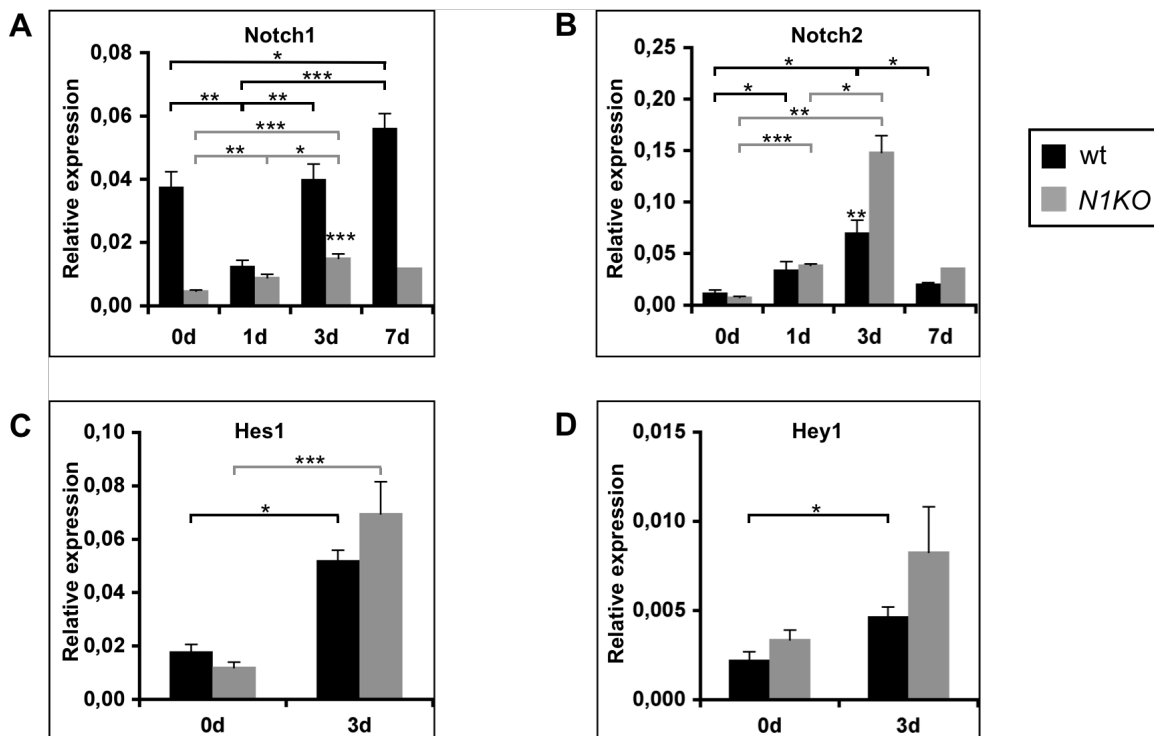 A
Notch1
Relative expression
0,08
0,06
0,04
0,02
0,00
*
***
** **
***
** *
***
0d 1d 3d 7d
B
Notch2
Relative expression
0,25
0,20
0,15
0,10
0,05
0,00
* *
* *
**
***
**
0d 1d 3d 7d
wt
N1KO
C
Hes1
Relative expression
0,10
0,08
0,06
0,04
0,02
0,00
***
*
0d 3d
D
Hey1
Relative expression
0,015
0,010
0,005
0,000
*
0d 3d